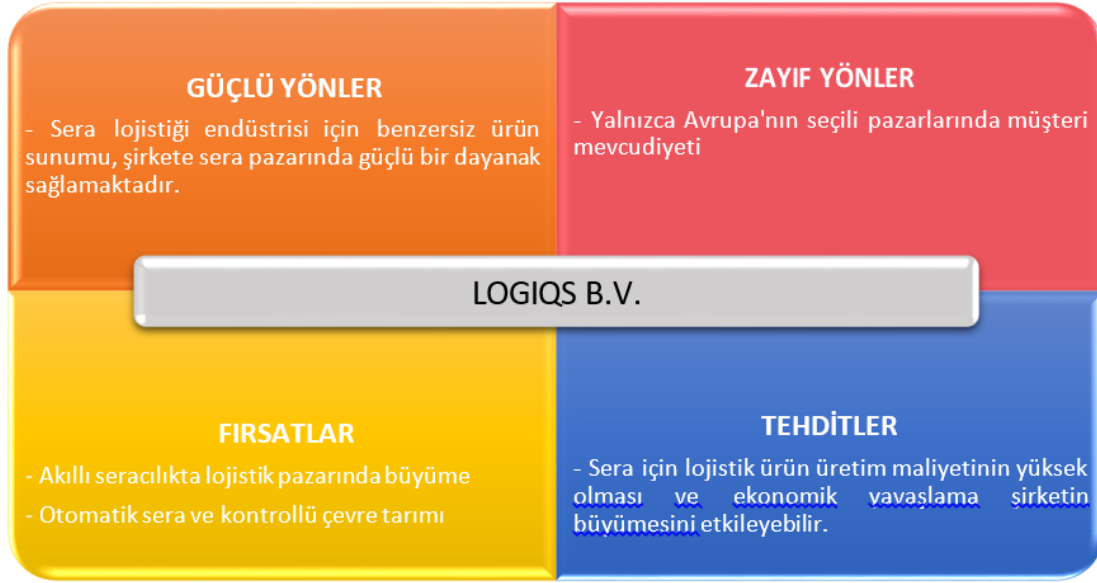 GÜÇLÜ YÖNLER
- Sera lojistiği endüstrisi için benzersiz ürün
sunumu, şirkete sera pazarında güçlü bir dayanak
sağlamaktadır.
ZAYIF YÖNLER
- Yalnızca Avrupa'nın seçili pazarlarında müşteri
mevcudiyeti
LOGIQS B.V.
FIRSATLAR
- Akıllı seracılıkta lojistik pazarında büyüme
- Otomatik sera ve kontrollü çevre tarımı
TEHDİTLER
- Sera için lojistik ürün üretim maliyetinin yüksek
olması ve ekonomik yavaşlama şirketin
büyümesini etkileyebilir.